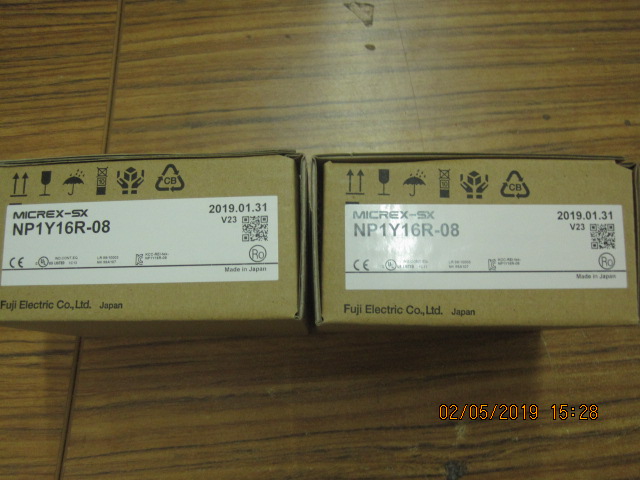 CB
MICREX-SX
2019.01.31
NP1Y16R-08
V23
CE
Made in Japan
Fuji Electric Co.,Ltd. Japan
CB
MICREX-SX
2019.01.31
NP1Y16R-08
V23
CE
Made in Japan
Fuji Electric Co.,Ltd. Japan
02/05/2019 15:28